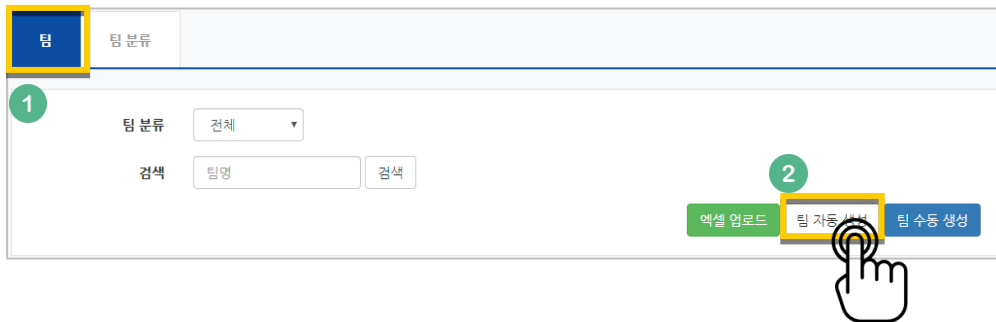 팀 팀 분류
1
팀 분류 전체
검색 팀명 검색
2
엑셀 업로드 팀 자동 생성 팀 수동 생성